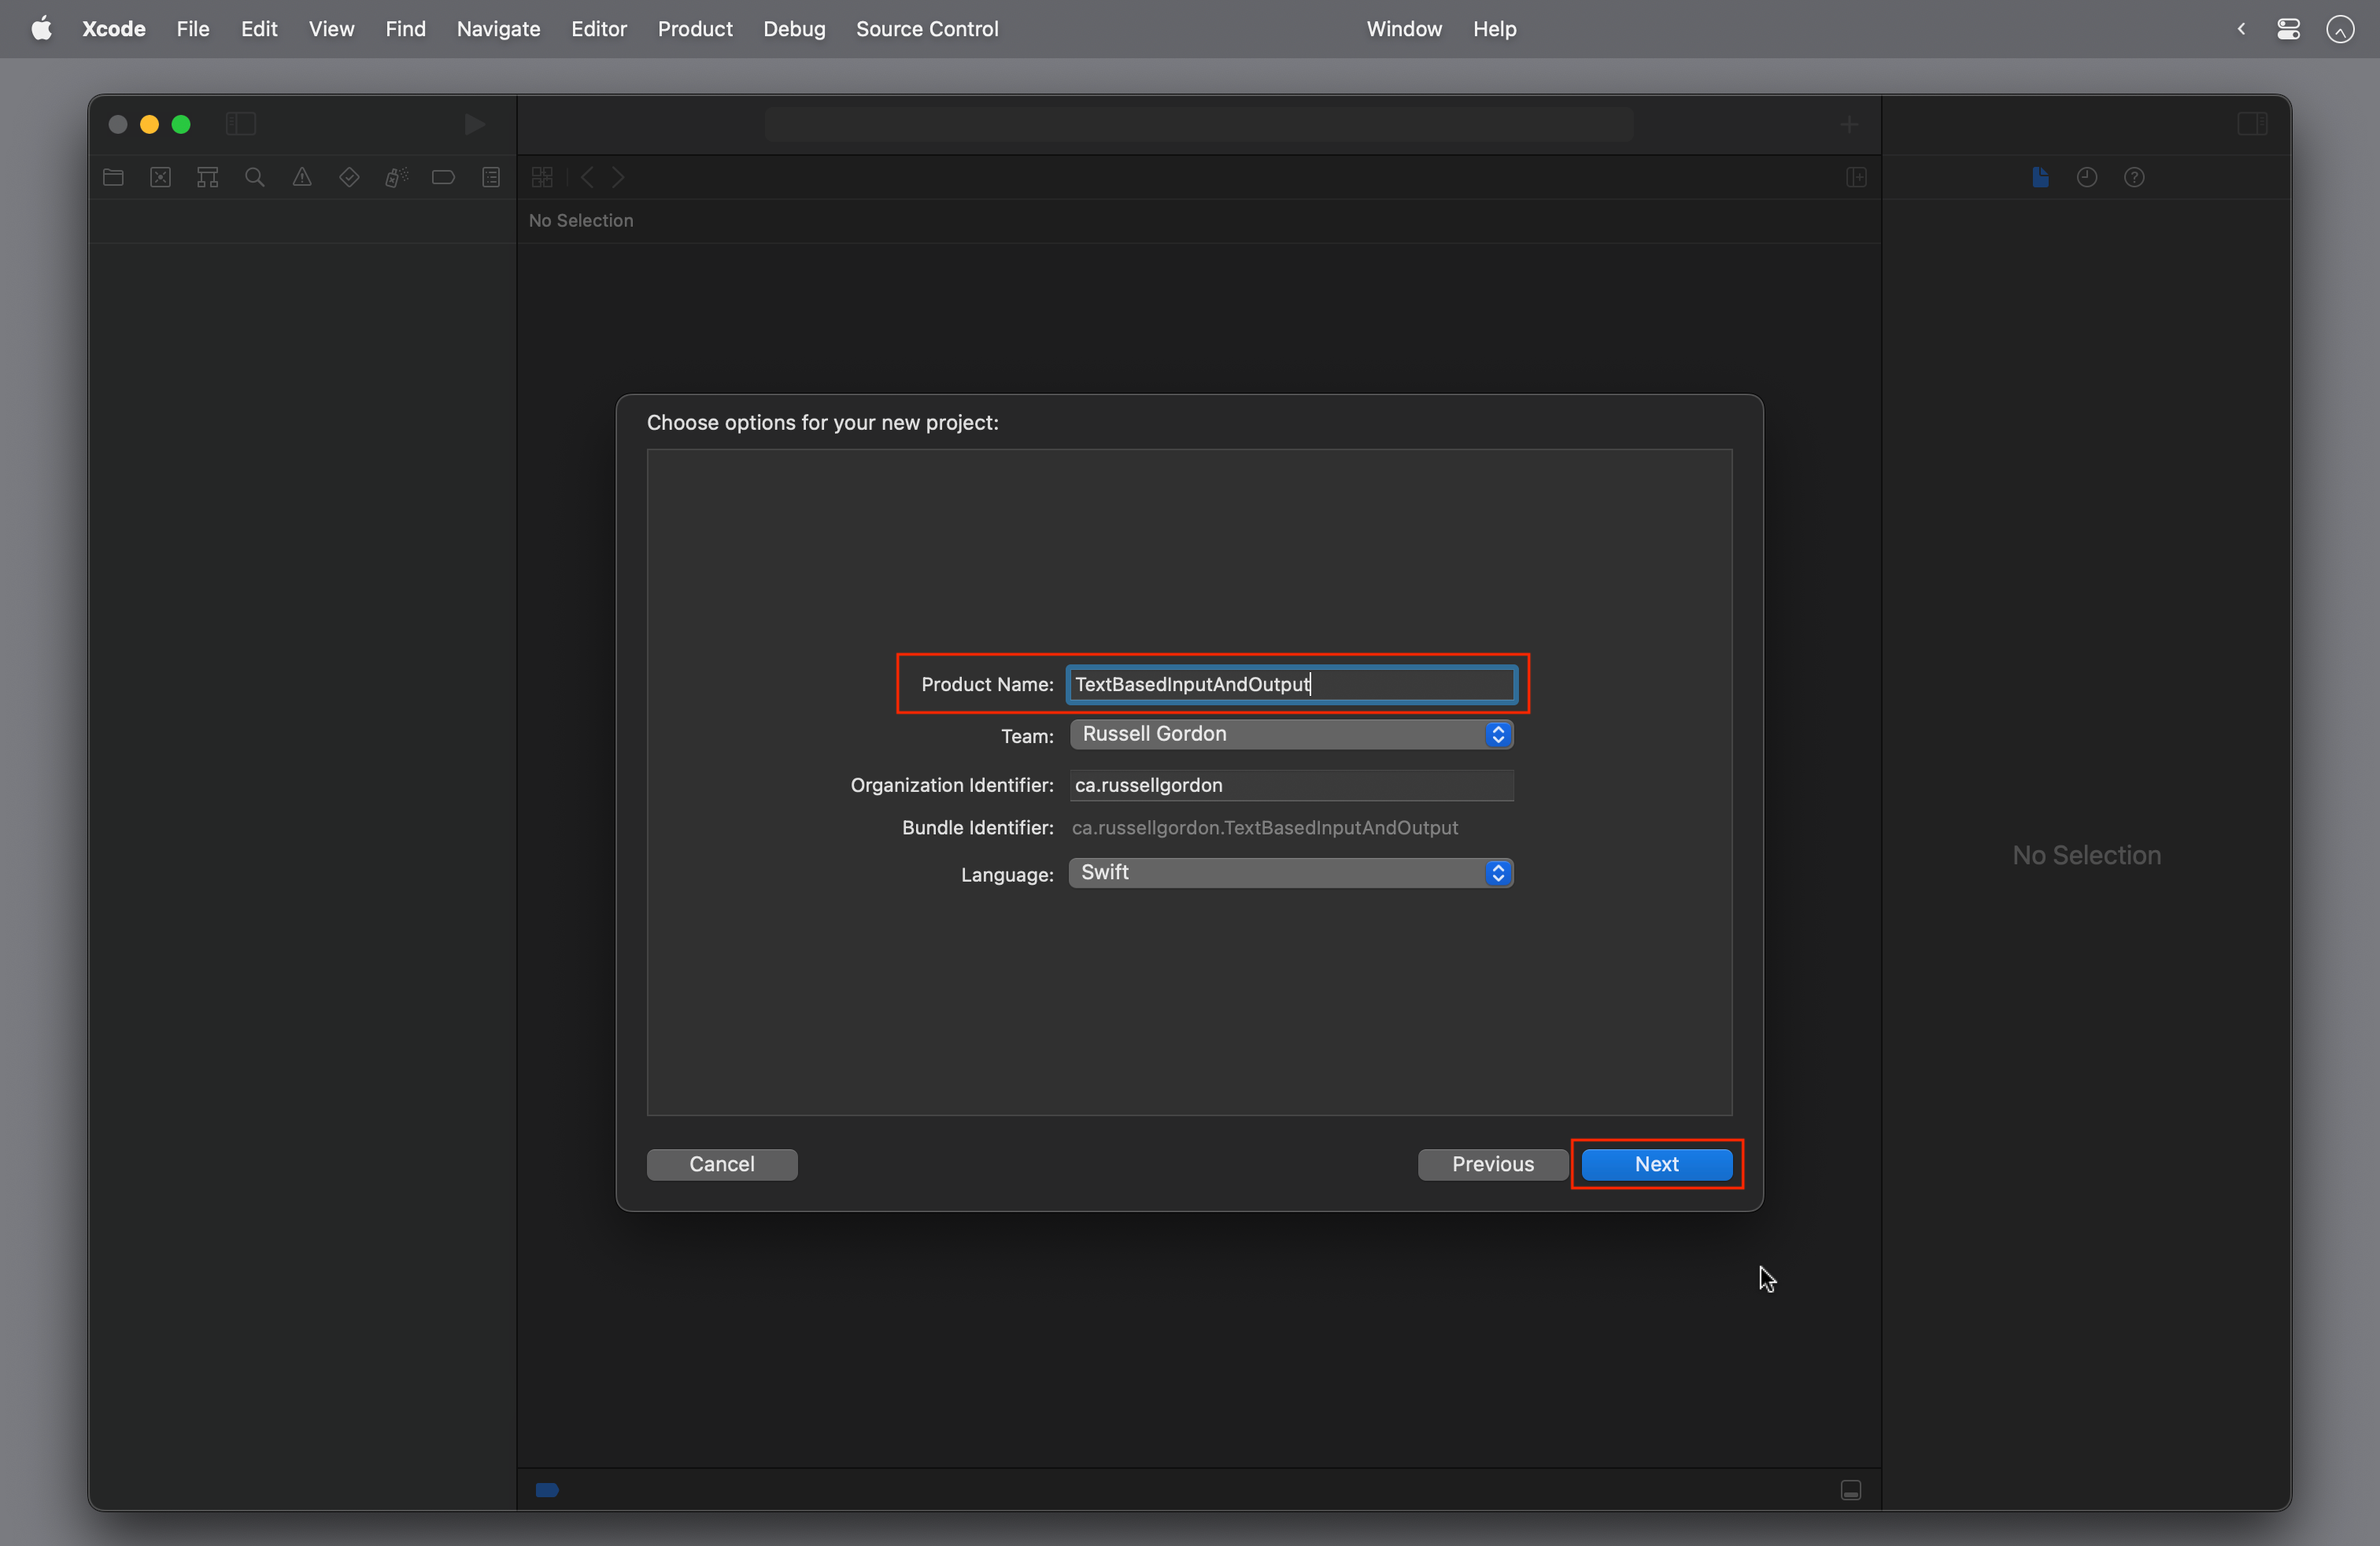 Xcode File Edit View Find Navigate Editor Product Debug Source Control Window Help
No Selection
Choose options for your new project:
Product Name: TextBasedInputAndOutput
Team: Russell Gordon
Organization Identifier: ca.russellgordon
Bundle Identifier: ca.russellgordon.TextBasedInputAndOutput
Language: Swift
No Selection
Cancel Previous Next